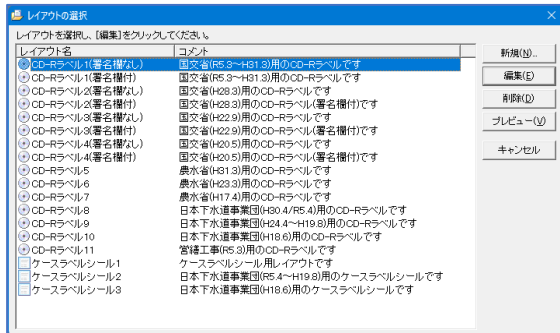 レイアウトの選択
レイアウトを選択し、[編集]をクリックしてください。
レイアウト名 コメント
CD-Rラベル1(署名欄なし) 国交省(R5.3～H31.3)用のCD-Rラベルです
CD-Rラベル1(署名欄付) 国交省(R5.3～H31.3)用のCD-Rラベルです
CD-Rラベル2(署名欄なし) 国交省(H28.3)用のCD-Rラベルです
CD-Rラベル2(署名欄付) 国交省(H28.3)用のCD-Rラベル(署名欄付)です
CD-Rラベル3(署名欄なし) 国交省(H22.9)用のCD-Rラベルです
CD-Rラベル3(署名欄付) 国交省(H22.9)用のCD-Rラベル(署名欄付)です
CD-Rラベル4(署名欄なし) 国交省(H20.5)用のCD-Rラベルです
CD-Rラベル4(署名欄付) 国交省(H20.5)用のCD-Rラベル(署名欄付)です
CD-Rラベル5 農水省(H31.3)用のCD-Rラベルです
CD-Rラベル6 農水省(H23.3)用のCD-Rラベルです
CD-Rラベル7 農水省(H17.4)用のCD-Rラベルです
CD-Rラベル8 日本下水道事業団(H30.4/R5.4)用のCD-Rラベルです
CD-Rラベル9 日本下水道事業団(H24.4～H19.8)用のCD-Rラベルです
CD-Rラベル10 日本下水道事業団(H18.6)用のCD-Rラベルです
CD-Rラベル11 営繕工事(R5.3)用のCD-Rラベルです
ケースラベルシール1 ケースラベルシール用レイアウトです
ケースラベルシール2 日本下水道事業団(R5.4～H19.8)用のケースラベルシールです
ケースラベルシール3 日本下水道事業団(H18.6)用のケースラベルシールです
新規(N)..
編集(E)
削除(D)
プレビュー(V)
キャンセル